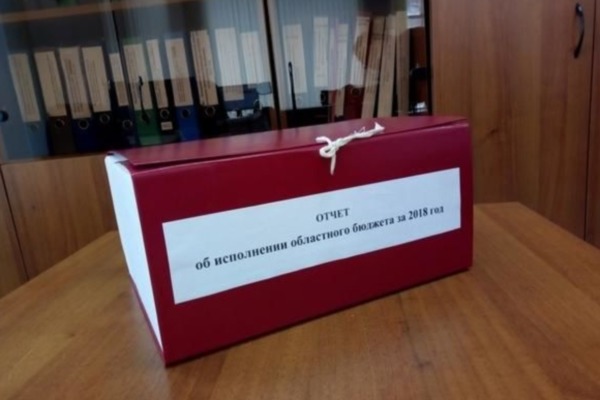 ОТЧЕТ
об исполнении областного бюджета за 2018 год